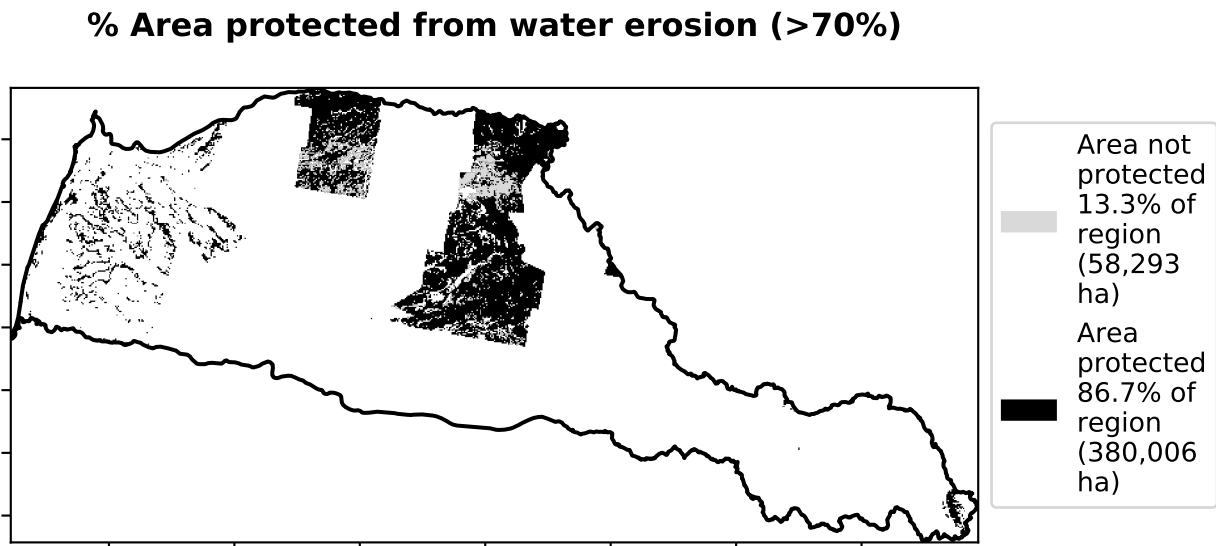 % Area protected from water erosion (>70%)
Area not
protected
13.3% of
region
(58,293
ha)
Area
protected
86.7% of
region
(380,006
ha)